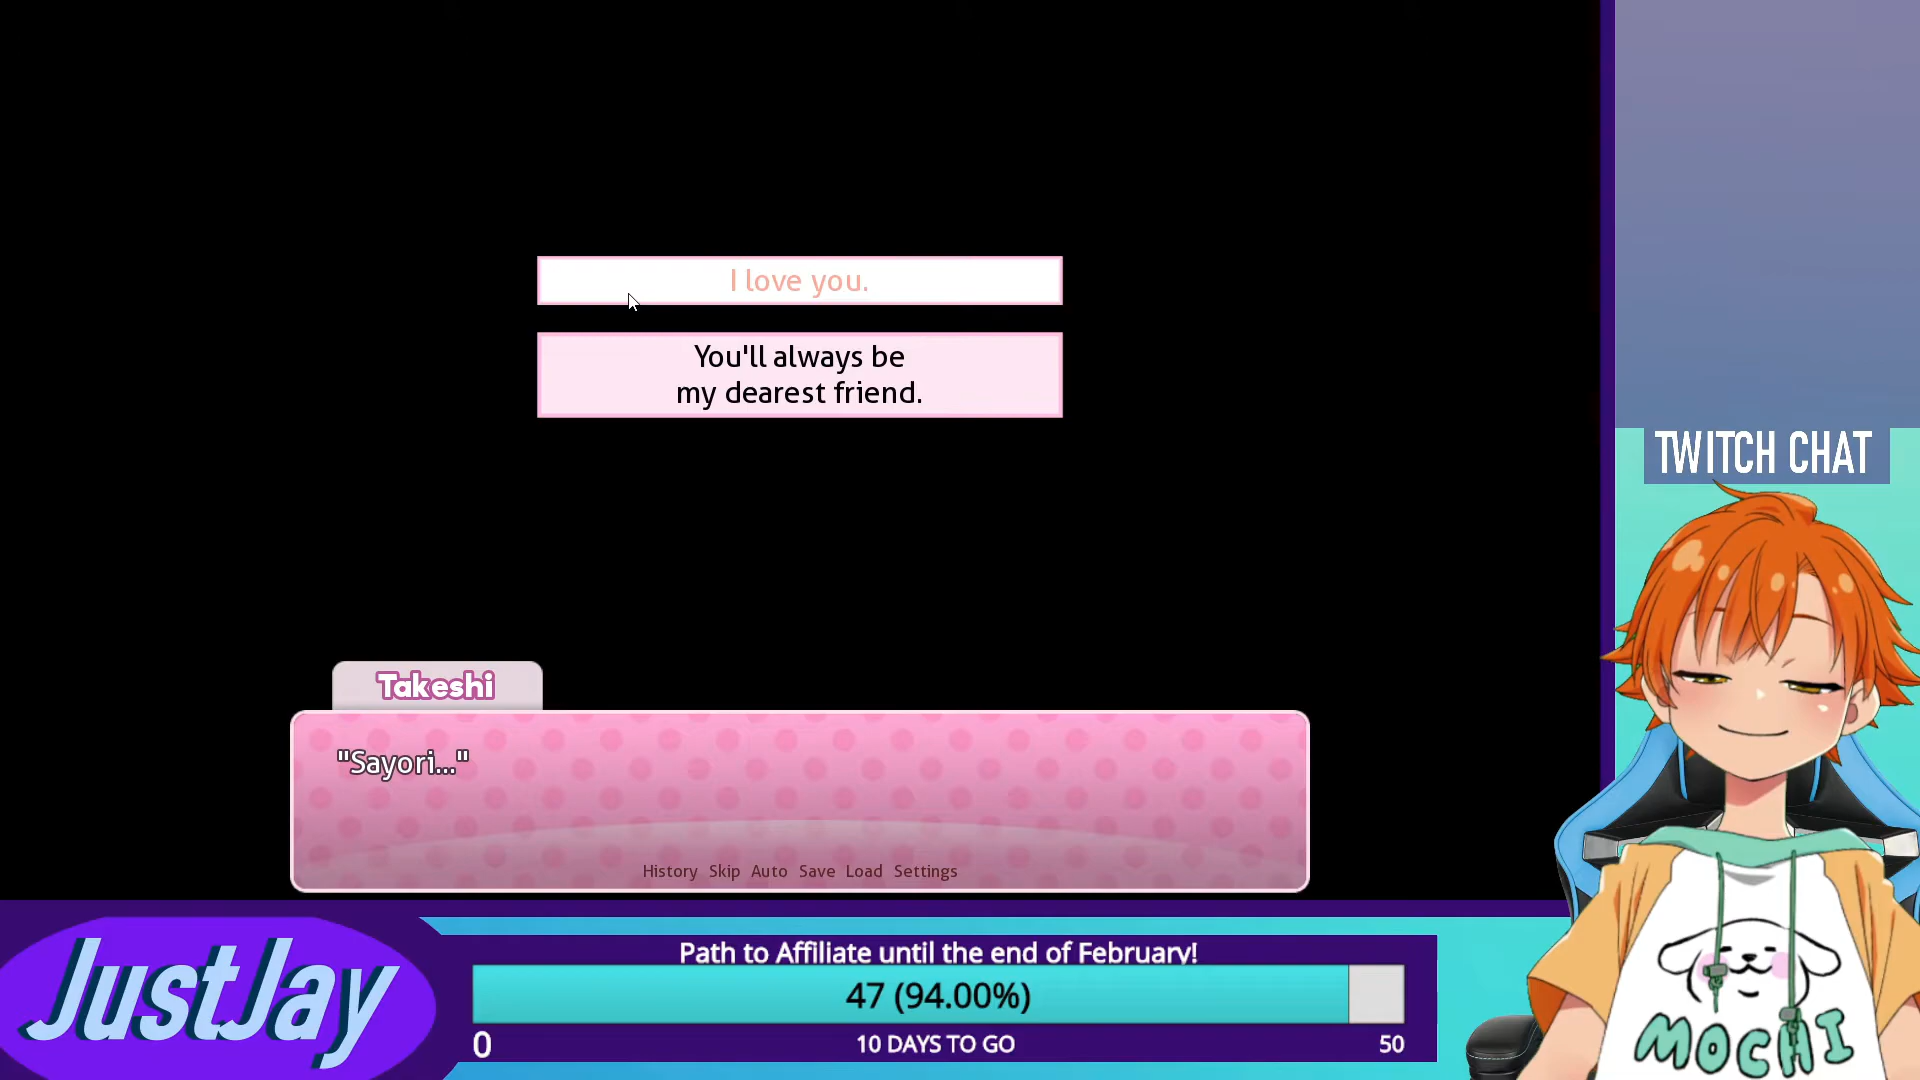 I love you.
You'll always be
my dearest friend.
TWITCH CHAT
Takeshi
"Sayori..."
History Skip Auto Save Load Settings
JustJay
Path to Affiliate until the end of February!
47 (94.00%)
0 10 DAYS TO GO 50
MOCHI